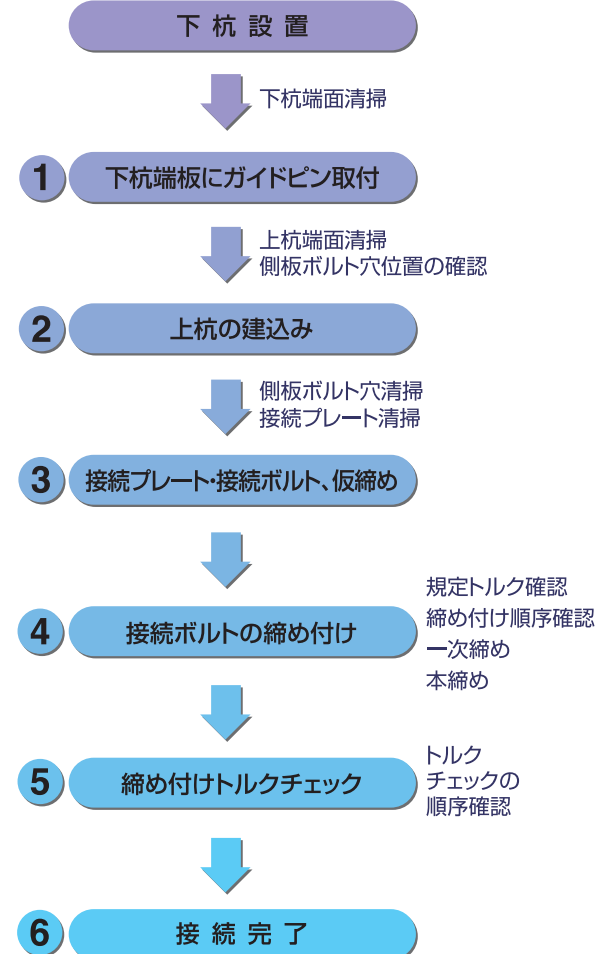 下杭設置
下杭端面清掃
1 下杭端板にガイドピン取付
上杭端面清掃
側板ボルト穴位置の確認
2 上杭の建込み
側板ボルト穴清掃
接続プレート清掃
3 接続プレート・接続ボルト、仮締め
4 接続ボルトの締め付け
規定トルク確認
締め付け順序確認
一次締め
本締め
5 締め付けトルクチェック
トルク
チェックの
順序確認
6 接続完了